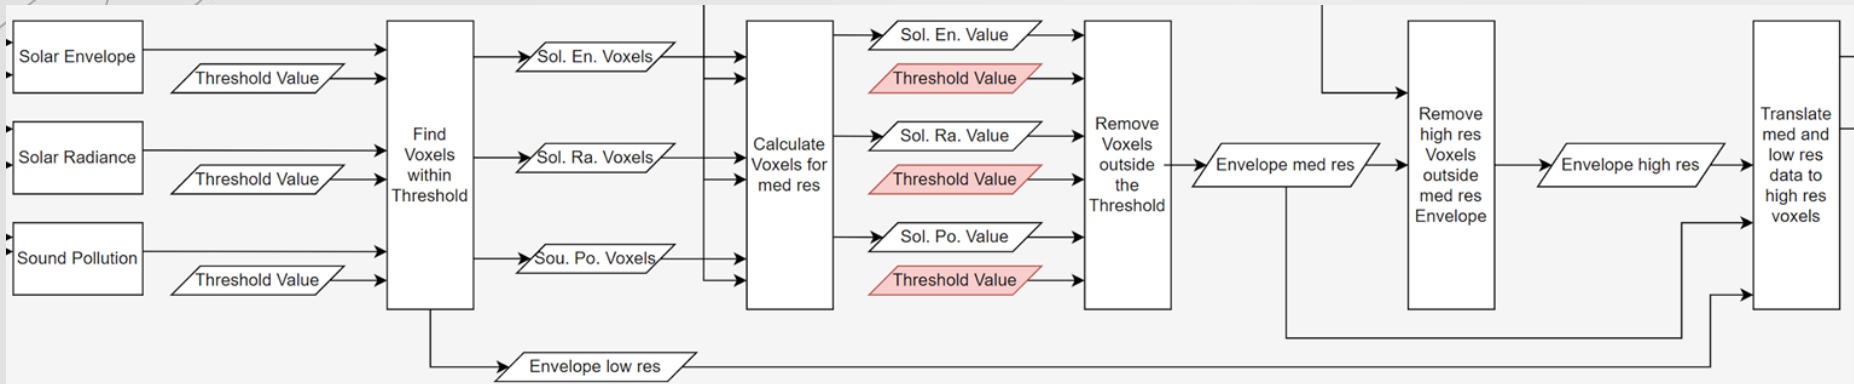 Solar Envelope
Threshold Value
Solar Radiance
Threshold Value
Sound Pollution
Threshold Value
Find
Voxels
within
Threshold
Sol. En. Voxels
Sol. Ra. Voxels
Sou. Po. Voxels
Envelope low res
Calculate
Voxels for
med res
Sol. En. Value
Threshold Value
Sol. Ra. Value
Threshold Value
Sol. Po. Value
Threshold Value
Remove
Voxels
outside
the
Threshold
Envelope med res
Remove
high res
Voxels
outside
med res
Envelope
Envelope high res
Translate
med and
low res
data to
high res
voxels